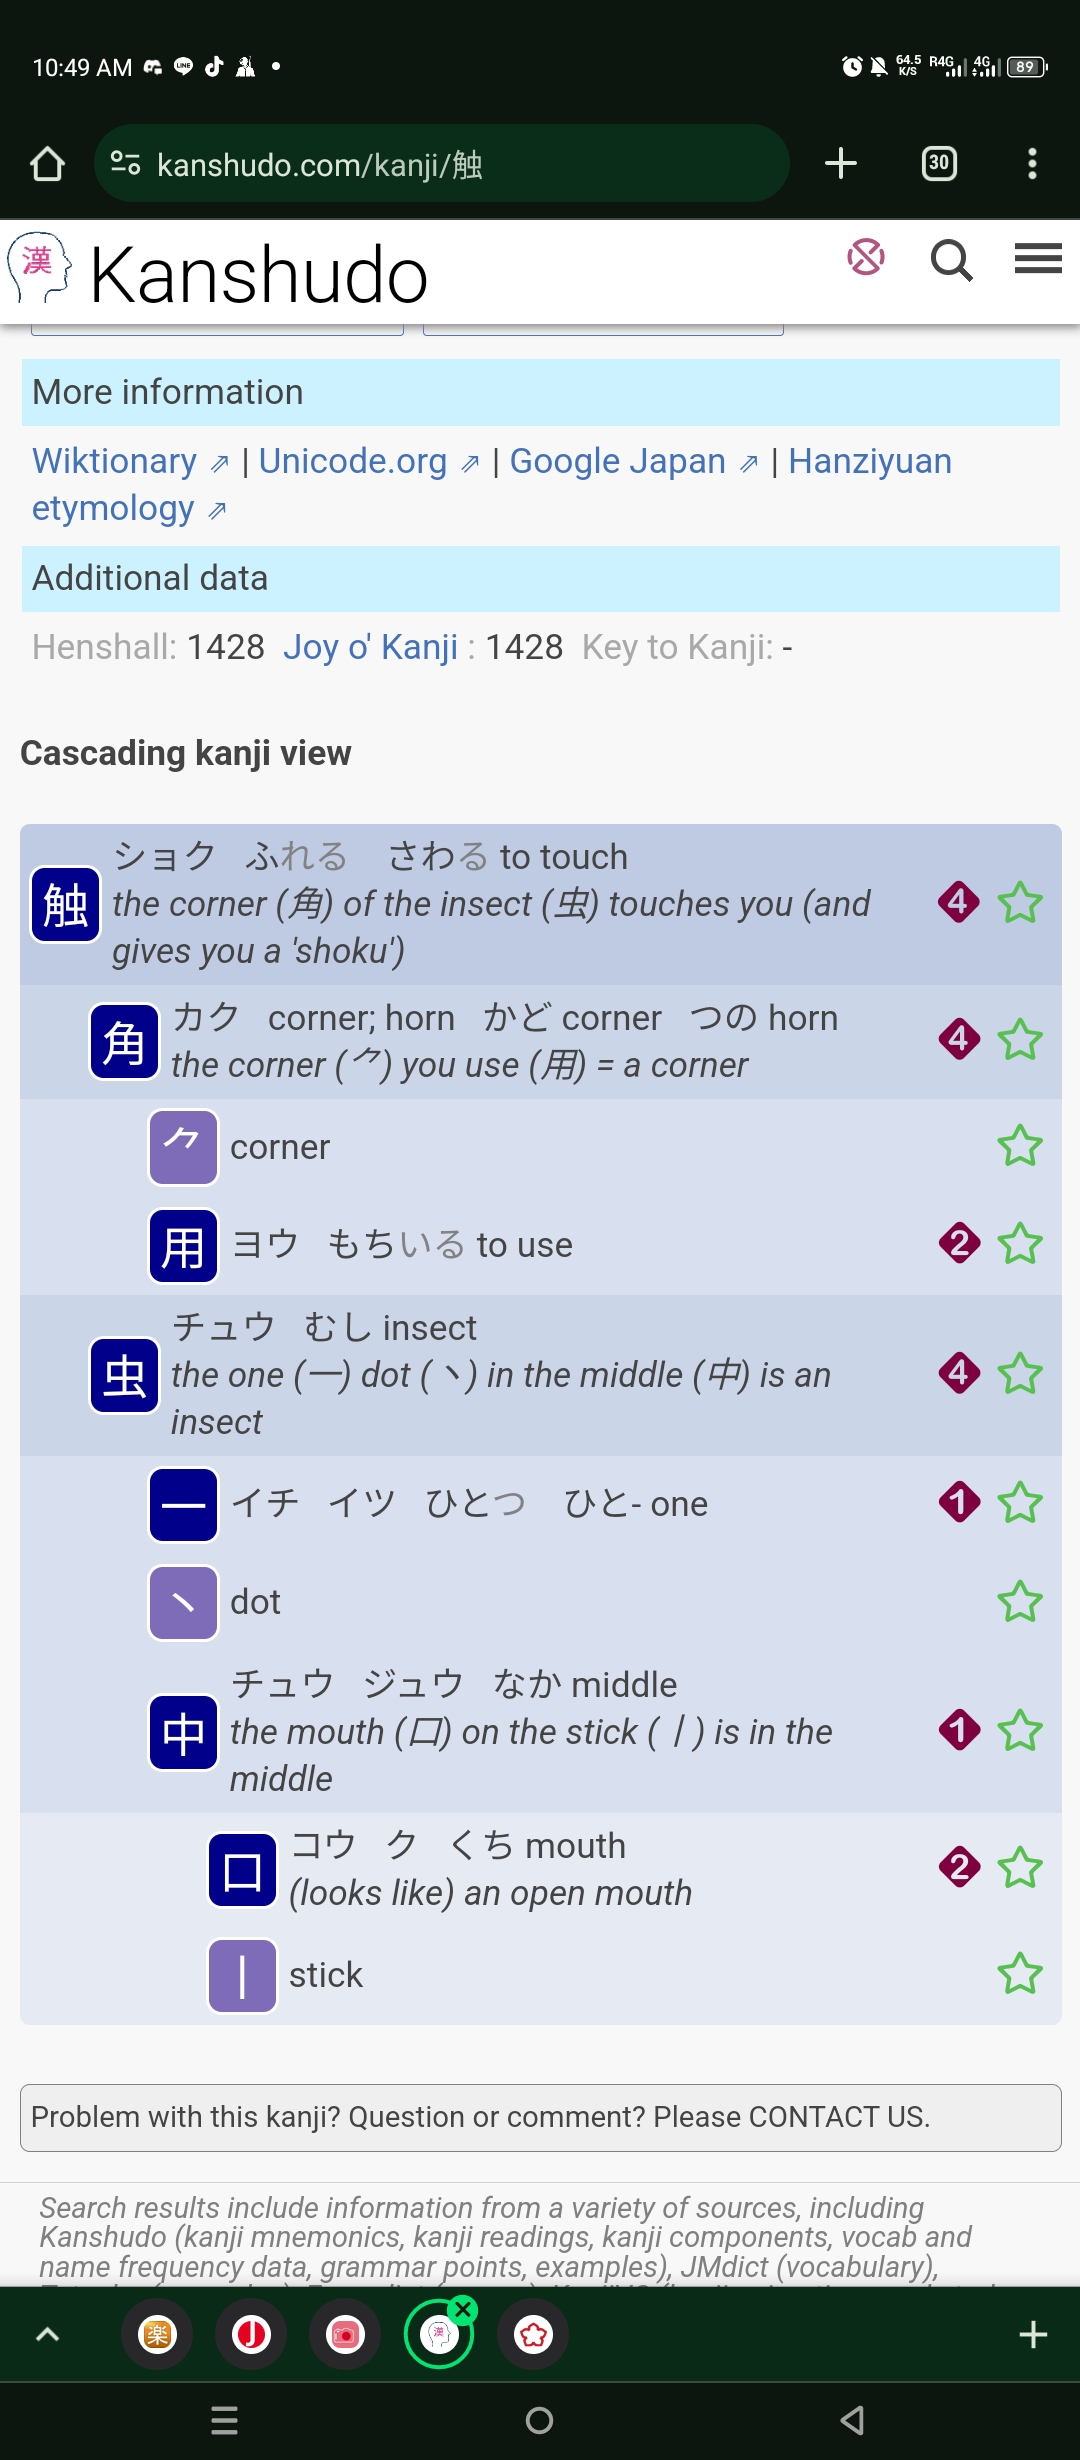 10:49 AM
64.5 K/S R4G 4G 89
kanshudo.com/kanji/触
30
漢 Kanshudo
More information
Wiktionary ⇗ | Unicode.org ⇗ | Google Japan ⇗ | Hanziyuan
etymology ⇗
Additional data
Henshall: 1428 Joy o' Kanji : 1428 Key to Kanji: -
Cascading kanji view
触 ショク ふれる さわる to touch
the corner (角) of the insect (虫) touches you (and
gives you a 'shoku')
4
角 カク corner; horn かど corner つの horn
the corner (⺈) you use (用) = a corner
4
⺈ corner
用 ヨウ もちいる to use 2
虫 チュウ むし insect
the one (一) dot (丶) in the middle (中) is an
insect
4
一 イチ イツ ひとつ ひと- one 1
丶 dot
中 チュウ ジュウ なか middle
the mouth (口) on the stick (丨) is in the
middle
1
口 コウ ク くち mouth
(looks like) an open mouth
2
丨 stick
Problem with this kanji? Question or comment? Please CONTACT US.
Search results include information from a variety of sources, including
Kanshudo (kanji mnemonics, kanji readings, kanji components, vocab and
name frequency data, grammar points, examples), JMdict (vocabulary),
楽 J 漢